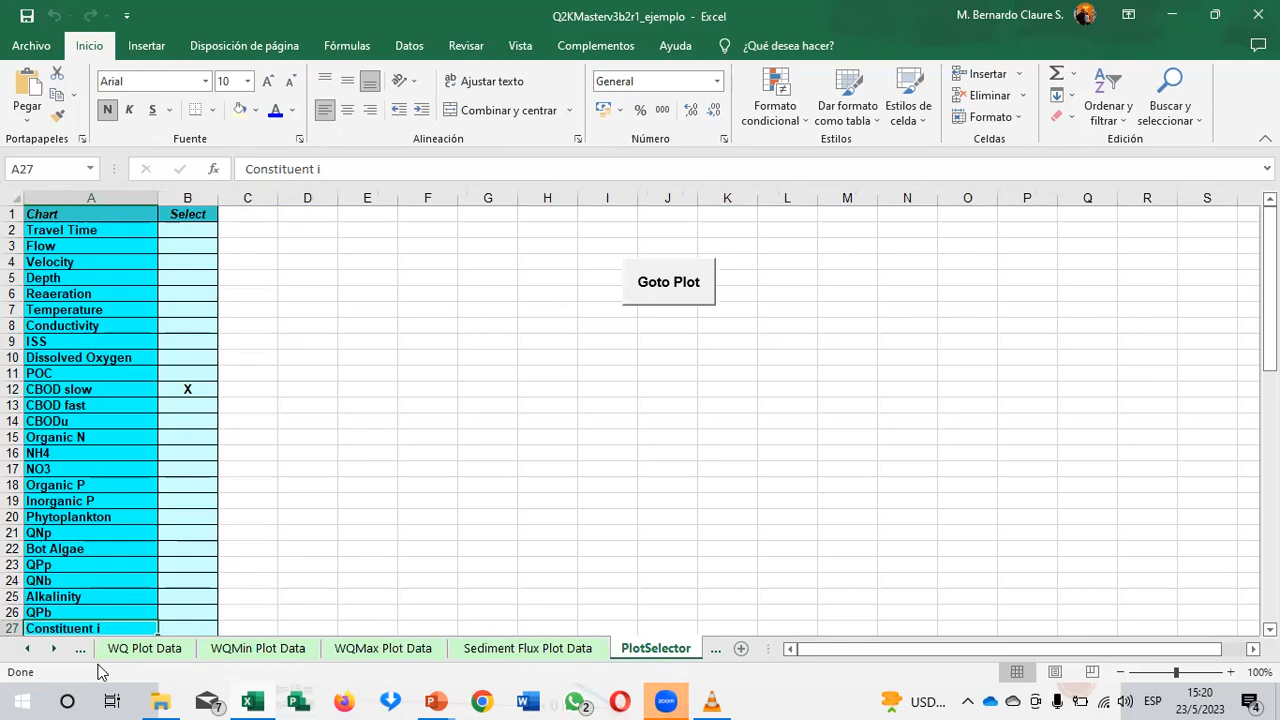 Q2KMasterv3b2r1_ejemplo - Excel
M. Bernardo Claure S.
Archivo Inicio Insertar Disposición de página Fórmulas Datos Revisar Vista Complementos Ayuda ¿Qué desea hacer?
Pegar
Arial 10
Ajustar texto
General
Formato condicional
Der formato como tabla
Estilos de celda
Insertar
Eliminar
Formato
Ordenar y filtrar
Buscar y seleccionar
N K S
Combinar y centrar
% 000
Portapapeles Fuente Alineación Número Estilos Celdas Edición
A27 fx Constituent i
A B C D E F G H I J K L M N O P Q R S
1 Chart Select
2 Travel Time
3 Flow
4 Velocity
5 Depth
6 Reaeration
7 Temperature
8 Conductivity
9 ISS
10 Dissolved Oxygen
11 POC
12 CBOD slow X
13 CBOD fast
14 CBODu
15 Organic N
16 NH4
17 NO3
18 Organic P
19 Inorganic P
20 Phytoplankton
21 QNp
22 Bot Algae
23 QPp
24 QNb
25 Alkalinity
26 QPb
27 Constituent i
Goto Plot
... WQ Plot Data WQMin Plot Data WQMax Plot Data Sediment Flux Plot Data PlotSelector ...
Done
100%
7
2
zoom
USD...
ESP
15:20
23/5/2023
4